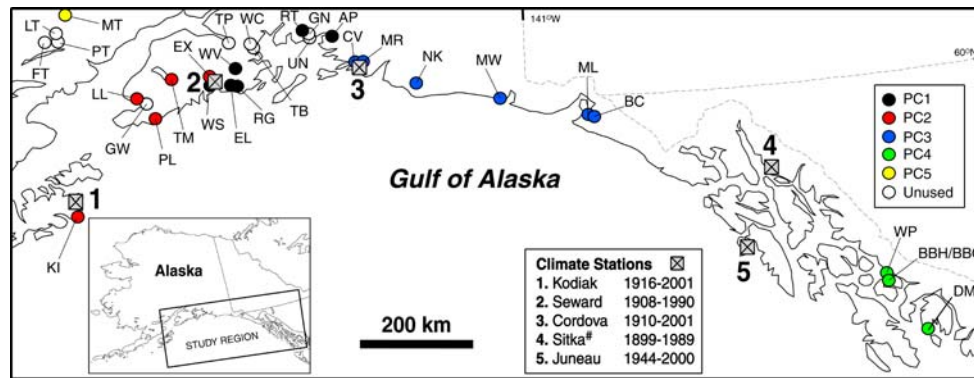 LT
MT
FT
PT
TP
WC
RT
GN
AP
UN
CV
MR
EX
WV
2
3
NK
MW
ML
BC
141°W
60°N
LL
GW
PL
TM
WS
EL
RG
TB
PC1
PC2
PC3
PC4
PC5
Unused
Gulf of Alaska
4
1
KI
5
WP
BBH/BBC
DM
Alaska
STUDY REGION
200 km
Climate Stations
1. Kodiak 1916-2001
2. Seward 1908-1990
3. Cordova 1910-2001
4. Sitka# 1899-1989
5. Juneau 1944-2000